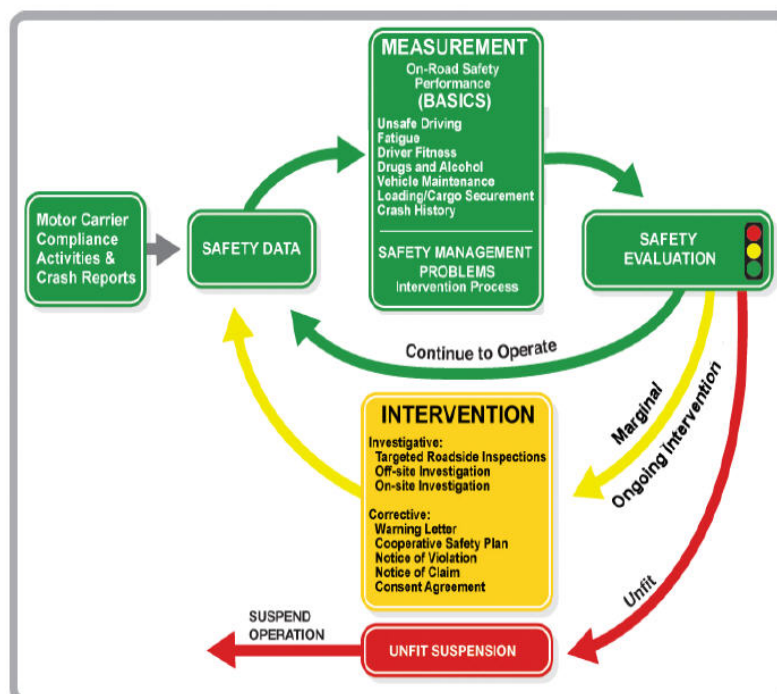 MEASUREMENT
On-Road Safety
Performance
(BASICS)
Unsafe Driving
Fatigue
Driver Fitness
Drugs and Alcohol
Vehicle Maintenance
Loading/Cargo Securement
Crash History
SAFETY MANAGEMENT
PROBLEMS
Intervention Process
Motor Carrier
Compliance
Activities &
Crash Reports
SAFETY DATA
SAFETY
EVALUATION
Continue to Operate
Marginal
Ongoing Intervention
Unfit
INTERVENTION
Investigative:
Targeted Roadside Inspections
Off-site Investigation
On-site Investigation
Corrective:
Warning Letter
Cooperative Safety Plan
Notice of Violation
Notice of Claim
Consent Agreement
SUSPEND
OPERATION
UNFIT SUSPENSION